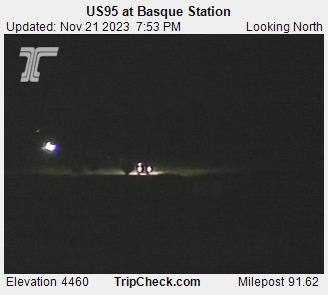 US95 at Basque Station
Updated: Nov 21 2023 7:53 PM Looking North
Elevation 4460 TripCheck.com Milepost 91.62